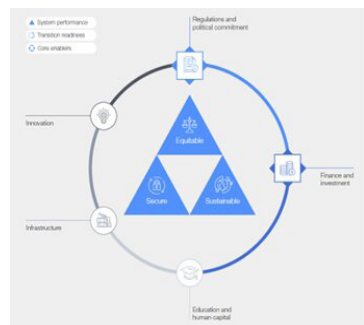 System performance
Transition readiness
Core enablers
Regulations and
political commitment
Innovation
Equitable
Finance and
investment
Secure
Sustainable
Infrastructure
Education and
human capital